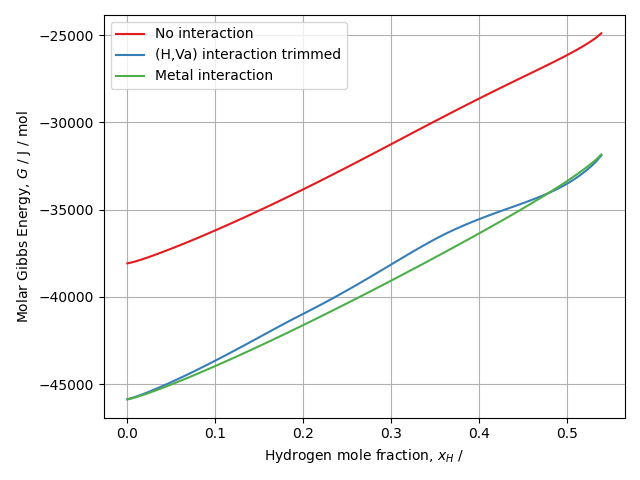 No interaction
(H,Va) interaction trimmed
Metal interaction
Molar Gibbs Energy, G / J / mol
−25000
−30000
−35000
−40000
−45000
0.0 0.1 0.2 0.3 0.4 0.5
Hydrogen mole fraction, x_H /